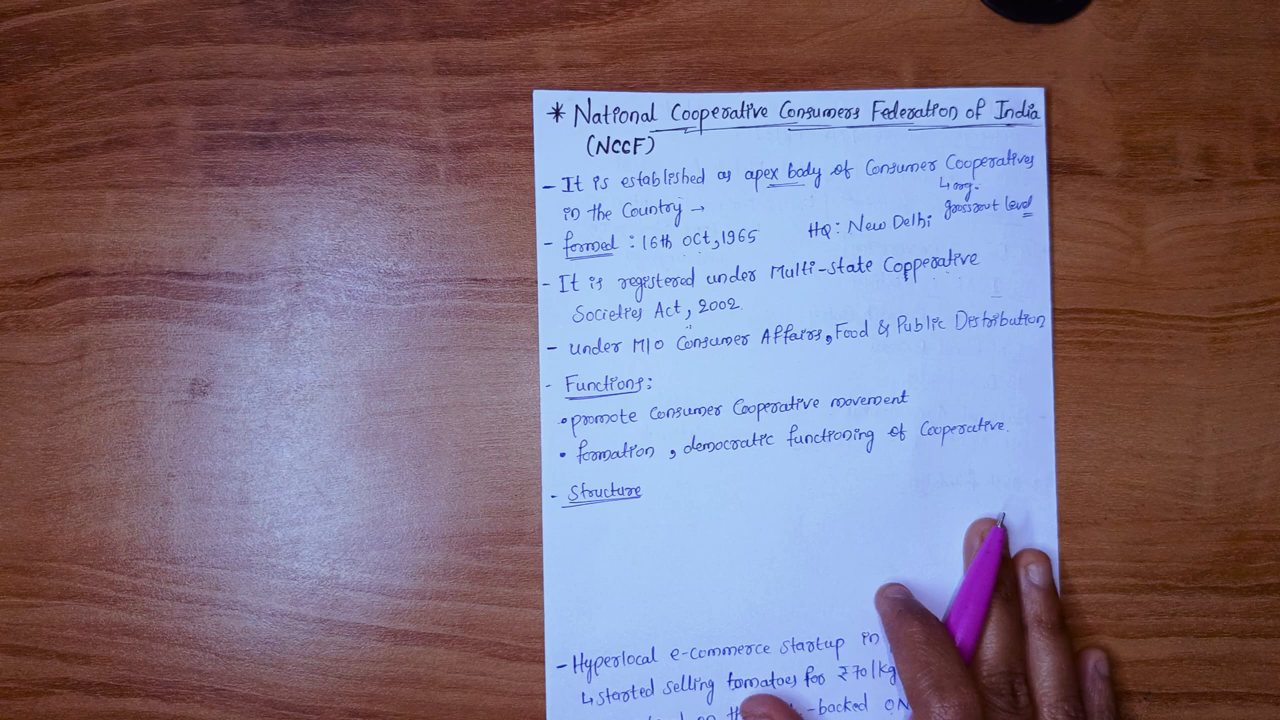 * National Cooperative Consumers Federation of India
(NCCF)
- It is established as apex body of Consumer Cooperatives
↳ org.
in the Country →
grossroot level
- formed : 16th Oct, 1965 HQ: New Delhi
- It is registered under Multi-state Copperative
Societies Act, 2002.
- under M/O Consumer Affairs, Food & Public Distribution
- Functions:
• promote Consumer Cooperative movement
• formation, democratic functioning of Cooperative.
- Structure
- Hyperlocal e-commerce startup in
↳ started selling tomatoes for ₹70/kg
-backed